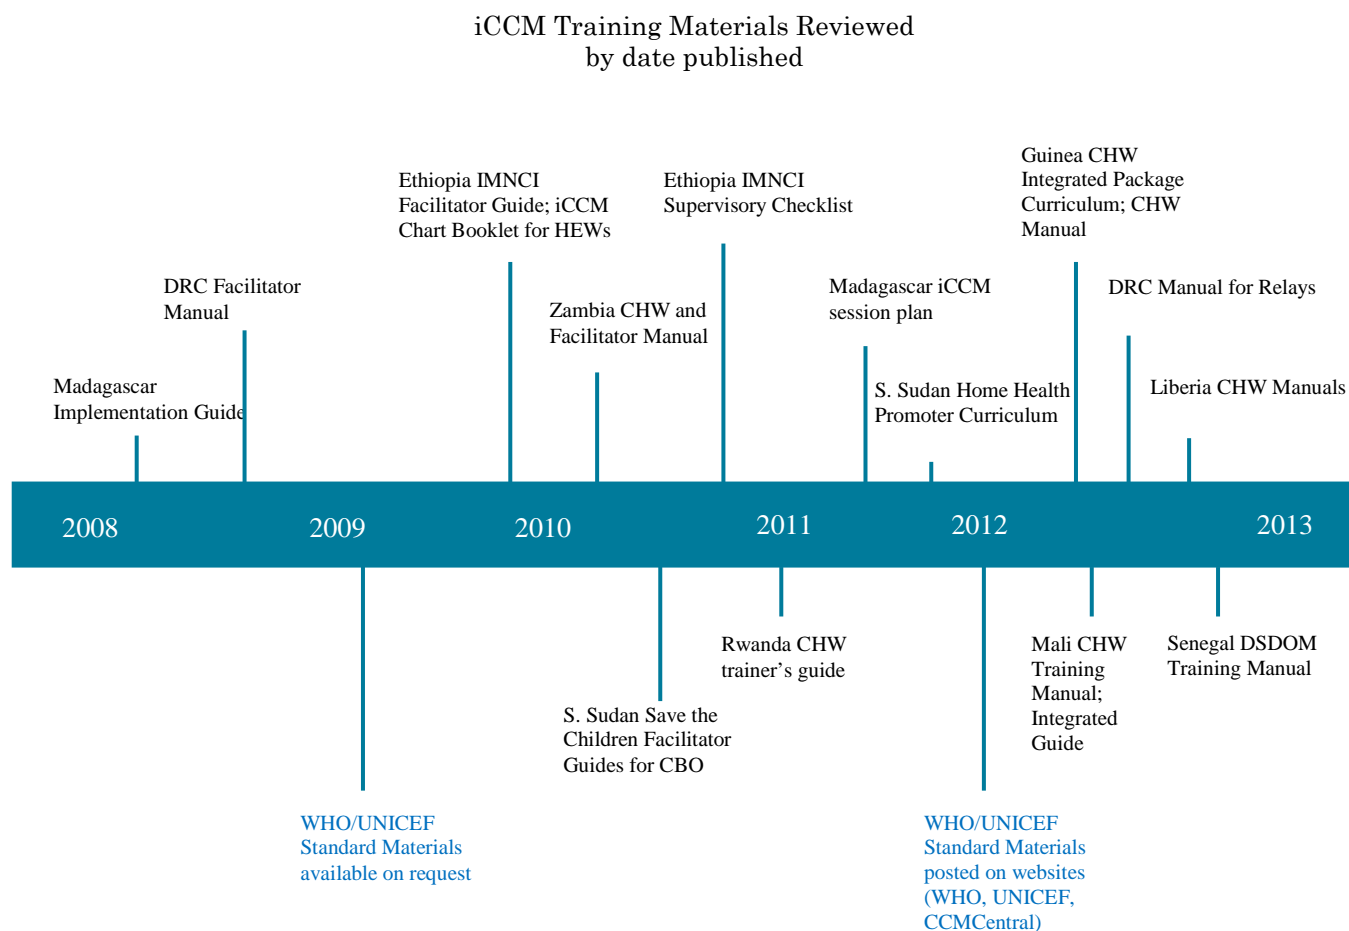 iCCM Training Materials Reviewed
by date published
Guinea CHW
Integrated Package
Curriculum; CHW
Manual
Ethiopia IMNCI
Facilitator Guide; iCCM
Chart Booklet for HEWs
Ethiopia IMNCI
Supervisory Checklist
DRC Facilitator
Manual
Zambia CHW and
Facilitator Manual
Madagascar iCCM
session plan
DRC Manual for Relays
Madagascar
Implementation Guide
S. Sudan Home Health
Promoter Curriculum
Liberia CHW Manuals
2008
2009
2010
2011
2012
2013
Rwanda CHW
trainer’s guide
Mali CHW
Training
Manual;
Integrated
Guide
Senegal DSDOM
Training Manual
S. Sudan Save the
Children Facilitator
Guides for CBO
WHO/UNICEF
Standard Materials
available on request
WHO/UNICEF
Standard Materials
posted on websites
(WHO, UNICEF,
CCMCentral)